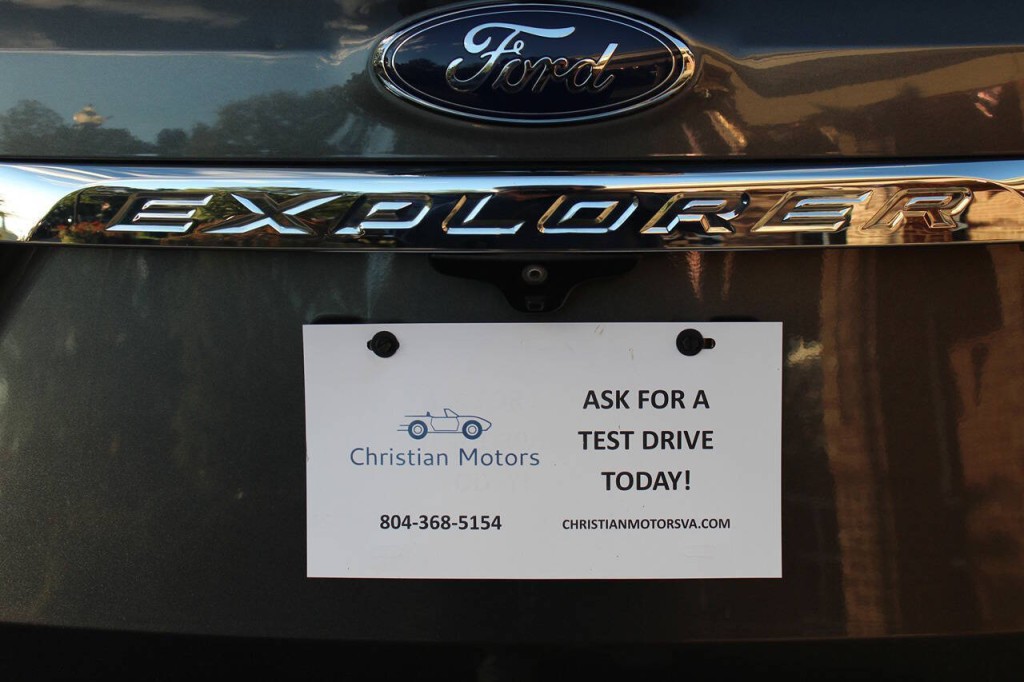 Ford
EXPLORER
Christian Motors
804-368-5154
ASK FOR A
TEST DRIVE
TODAY!
CHRISTIANMOTORSVA.COM